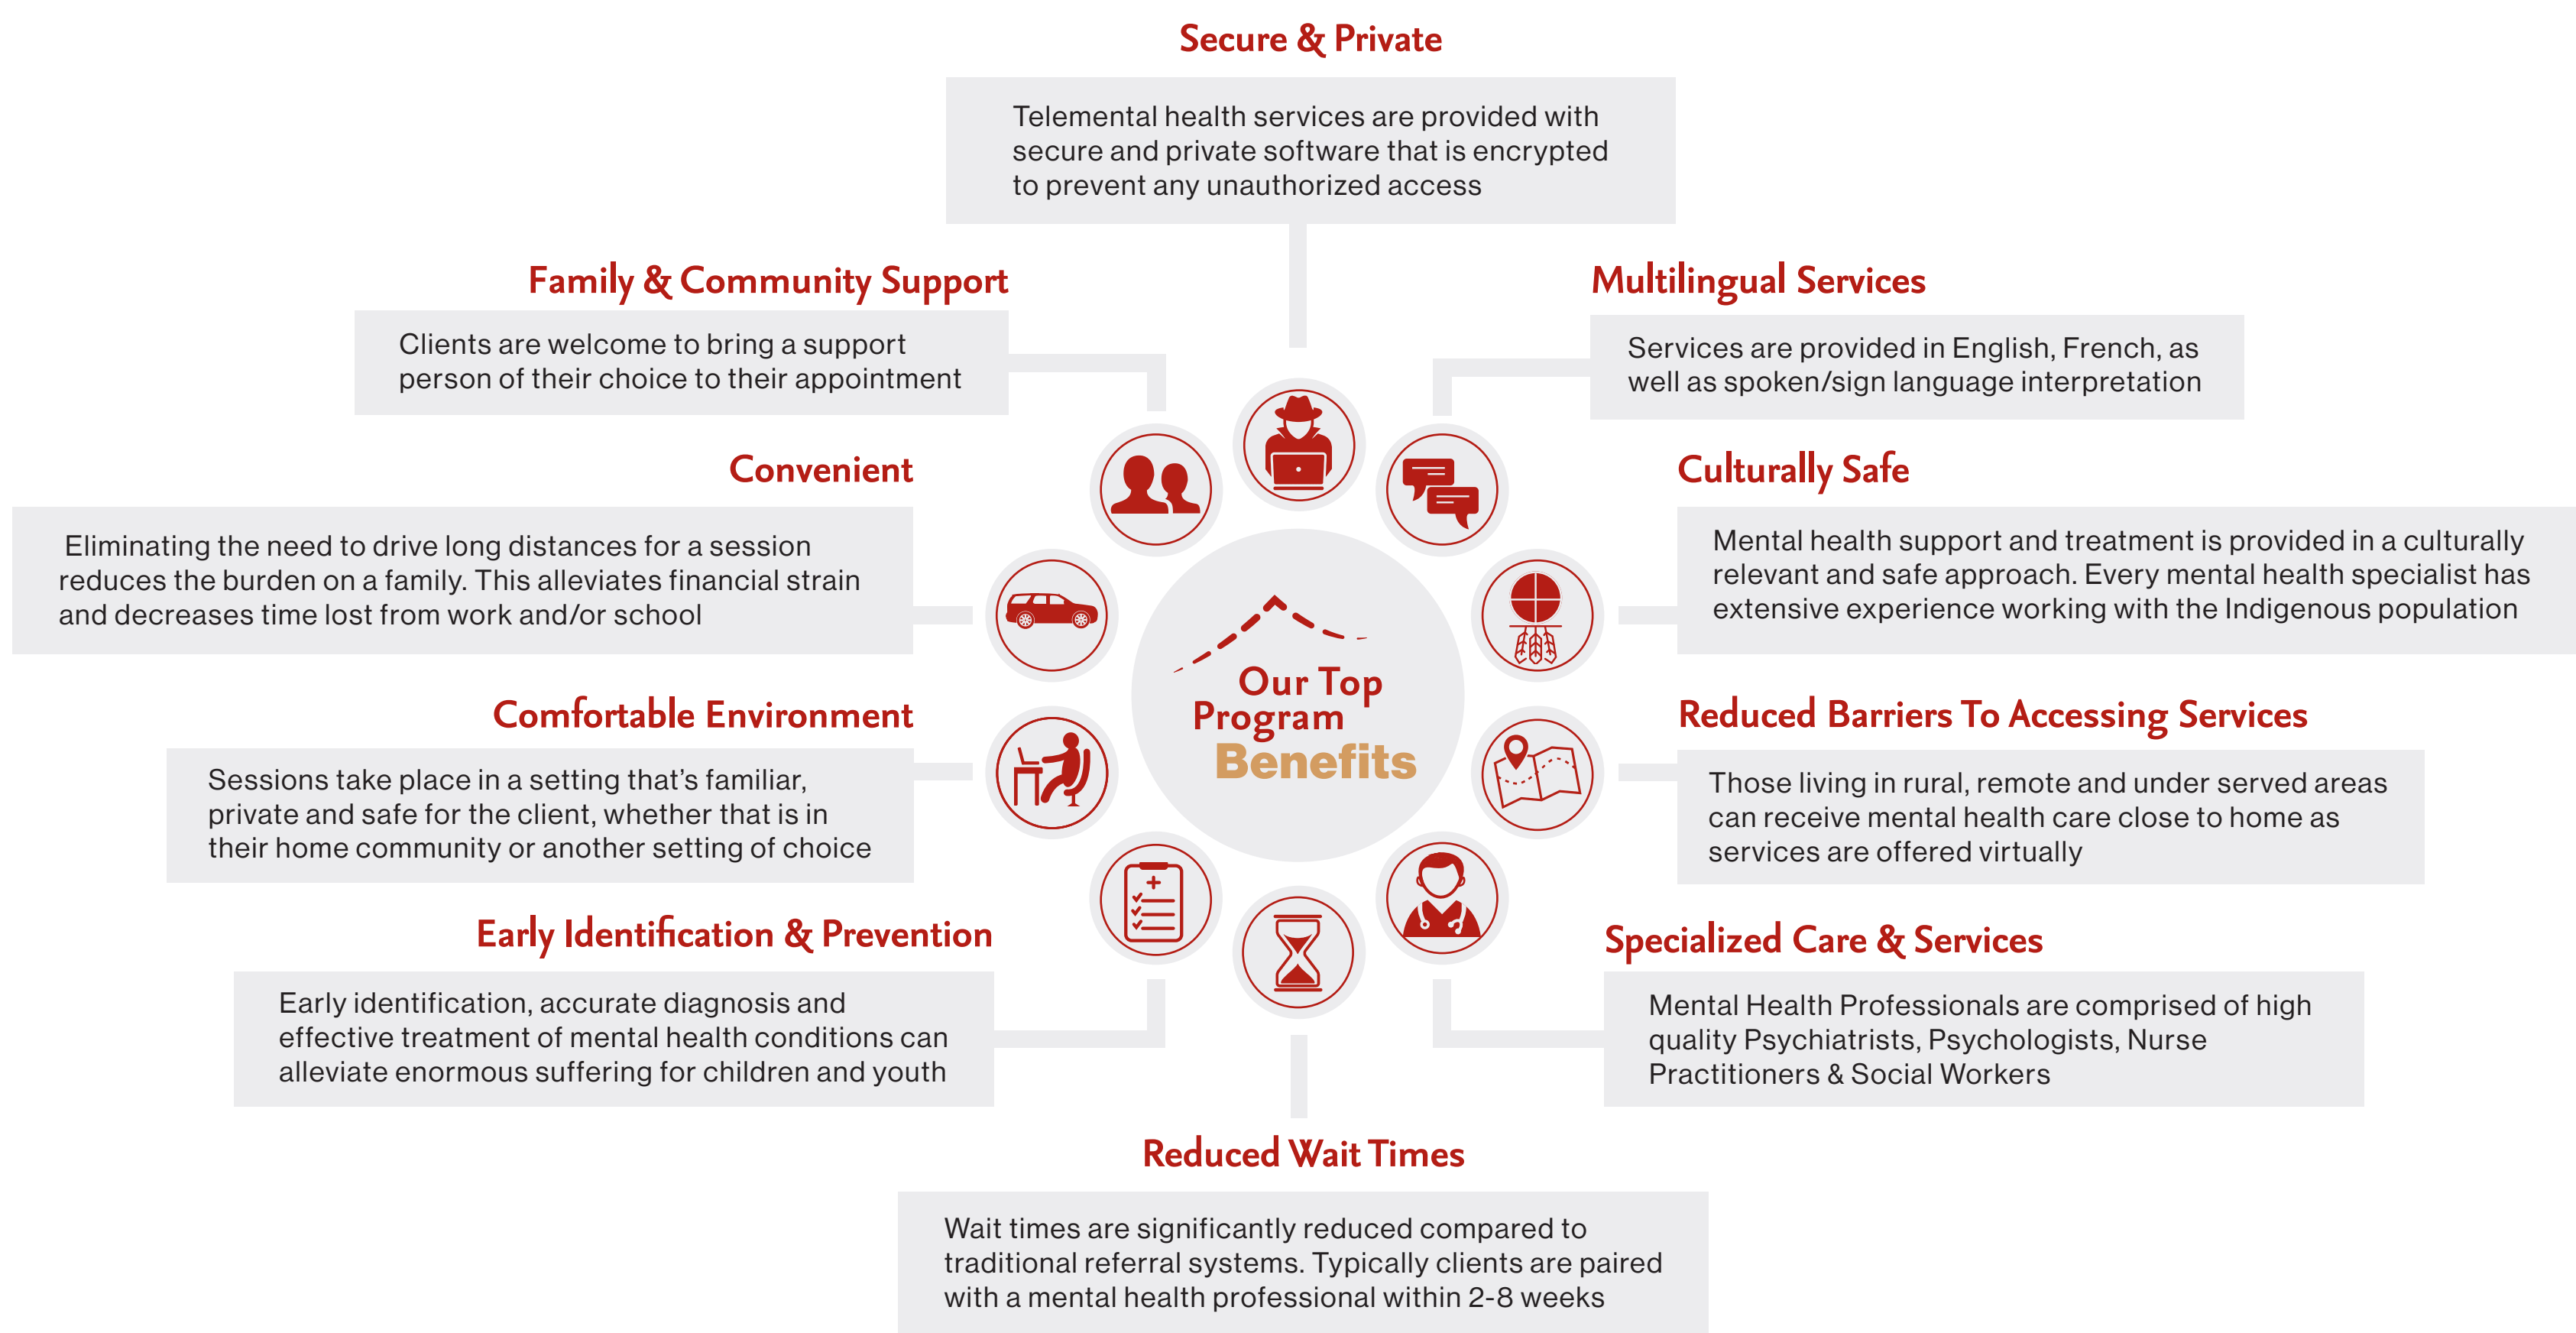 Secure & Private
Telemental health services are provided with
secure and private software that is encrypted
to prevent any unauthorized access
Family & Community Support
Clients are welcome to bring a support
person of their choice to their appointment
Multilingual Services
Services are provided in English, French, as
well as spoken/sign language interpretation
Convenient
Eliminating the need to drive long distances for a session
reduces the burden on a family. This alleviates financial strain
and decreases time lost from work and/or school
Culturally Safe
Mental health support and treatment is provided in a culturally
relevant and safe approach. Every mental health specialist has
extensive experience working with the Indigenous population
Our Top
Program
Benefits
Comfortable Environment
Sessions take place in a setting that’s familiar,
private and safe for the client, whether that is in
their home community or another setting of choice
Reduced Barriers To Accessing Services
Those living in rural, remote and under served areas
can receive mental health care close to home as
services are offered virtually
Early Identification & Prevention
Early identification, accurate diagnosis and
effective treatment of mental health conditions can
alleviate enormous suffering for children and youth
Specialized Care & Services
Mental Health Professionals are comprised of high
quality Psychiatrists, Psychologists, Nurse
Practitioners & Social Workers
Reduced Wait Times
Wait times are significantly reduced compared to
traditional referral systems. Typically clients are paired
with a mental health professional within 2-8 weeks